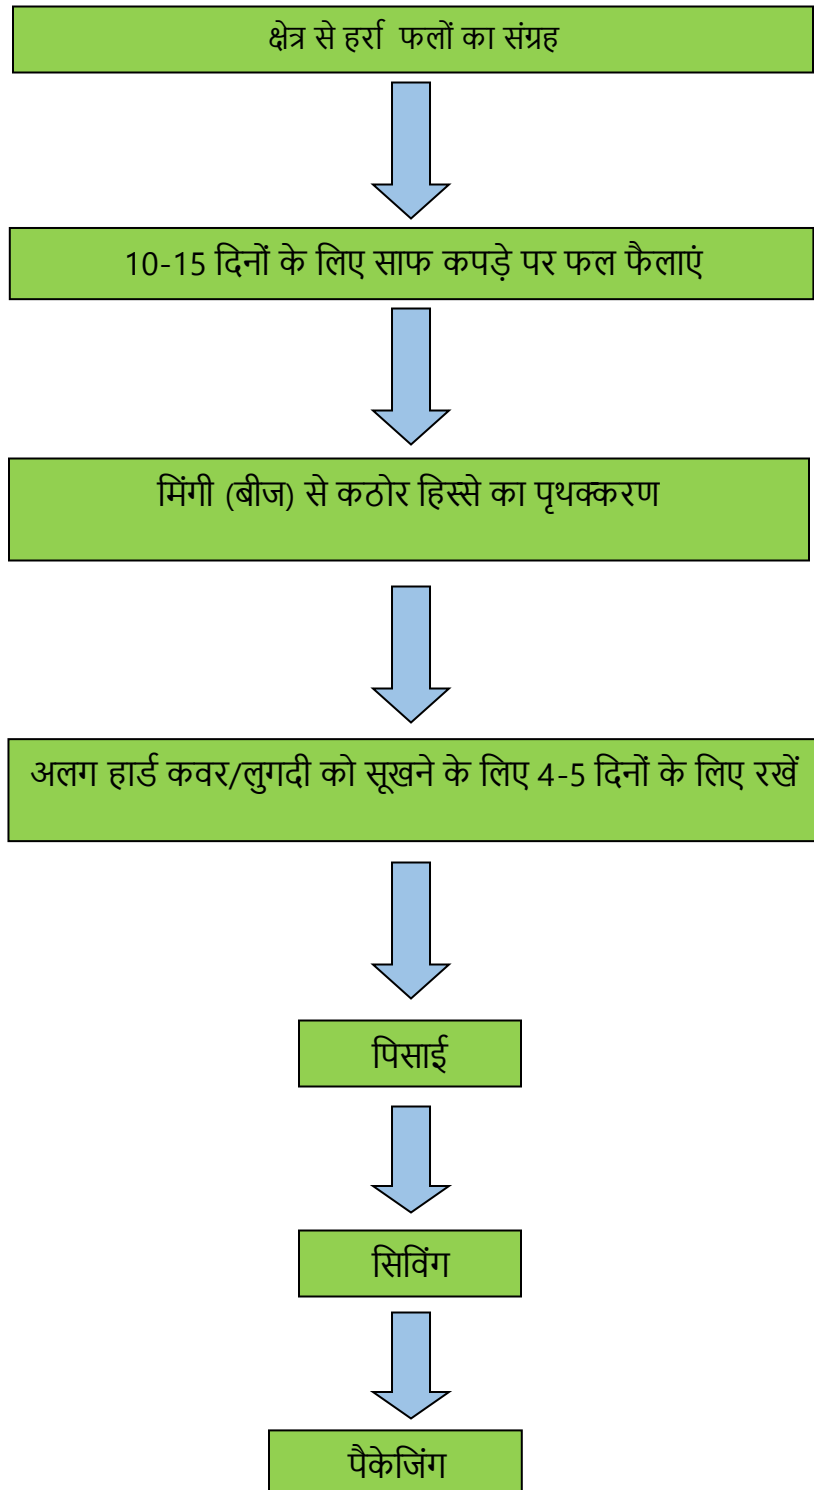 क्षेत्र से हर्रा फलों का संग्रह
10-15 दिनों के लिए साफ कपड़े पर फल फैलाएं
मिंगी (बीज) से कठोर हिस्से का पृथक्करण
अलग हार्ड कवर/लुगदी को सूखने के लिए 4-5 दिनों के लिए रखें
पिसाई
सिविंग
पैकेजिंग